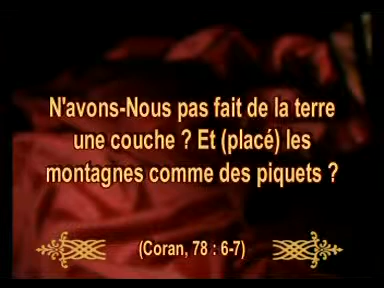 N'avons-Nous pas fait de la terre
une couche ? Et (placé) les
montagnes comme des piquets ?
(Coran, 78 : 6-7)